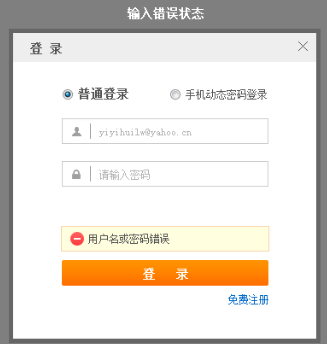 输入错误状态
登 录
普通登录 手机动态密码登录
yiyihuilw@yahoo.cn
请输入密码
用户名或密码错误
登 录
免费注册